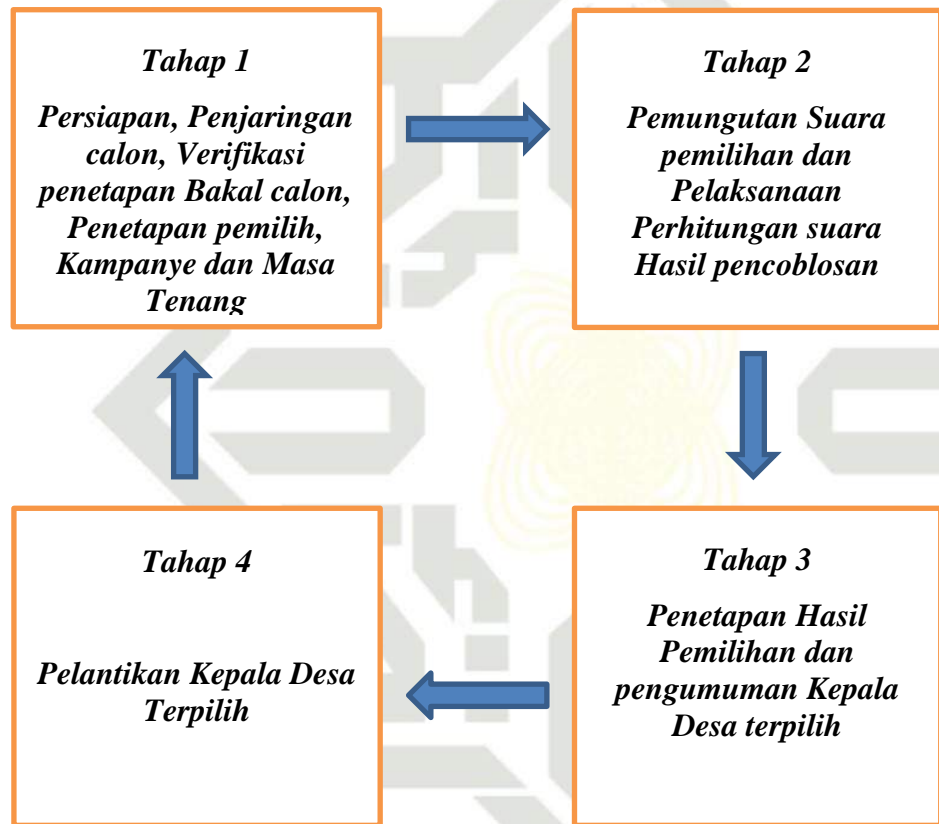 Tahap 1
Persiapan, Penjaringan
calon, Verifikasi
penetapan Bakal calon,
Penetapan pemilih,
Kampanye dan Masa
Tenang
Tahap 2
Pemungutan Suara
pemilihan dan
Pelaksanaan
Perhitungan suara
Hasil pencoblosan
Tahap 4
Pelantikan Kepala Desa
Terpilih
Tahap 3
Penetapan Hasil
Pemilihan dan
pengumuman Kepala
Desa terpilih